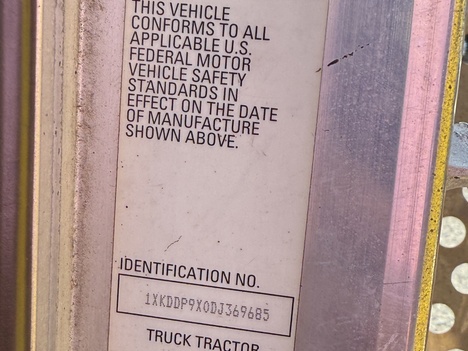 THIS VEHICLE
CONFORMS TO ALL
APPLICABLE U.S.
FEDERAL MOTOR
VEHICLE SAFETY
STANDARDS IN
EFFECT ON THE DATE
OF MANUFACTURE
SHOWN ABOVE.
IDENTIFICATION NO.
1XKDDP9X0DJ369685
TRUCK TRACTOR